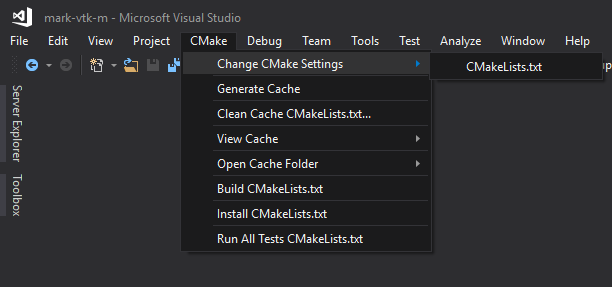 mark-vtk-m - Microsoft Visual Studio
File Edit View Project CMake Debug Team Tools Test Analyze Window Help
Change CMake Settings
CMakeLists.txt
Generate Cache
Clean Cache CMakeLists.txt...
View Cache
Open Cache Folder
Build CMakeLists.txt
Install CMakeLists.txt
Run All Tests CMakeLists.txt
Server Explorer
Toolbox